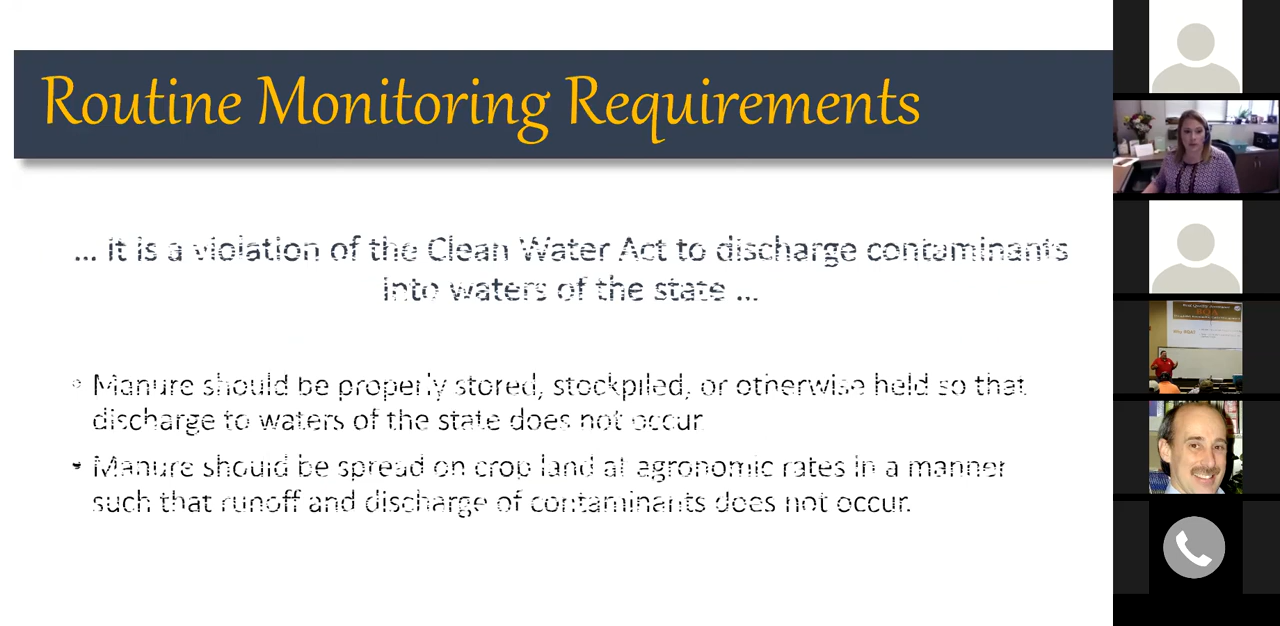 Routine Monitoring Requirements
... It is a violation of the Clean Water Act to discharge contaminants
into waters of the state ...
Manure should be properly stored, stockpiled, or otherwise held so that
discharge to waters of the state does not occur.
Manure should be spread on crop land at agronomic rates in a manner
such that runoff and discharge of contaminants does not occur.